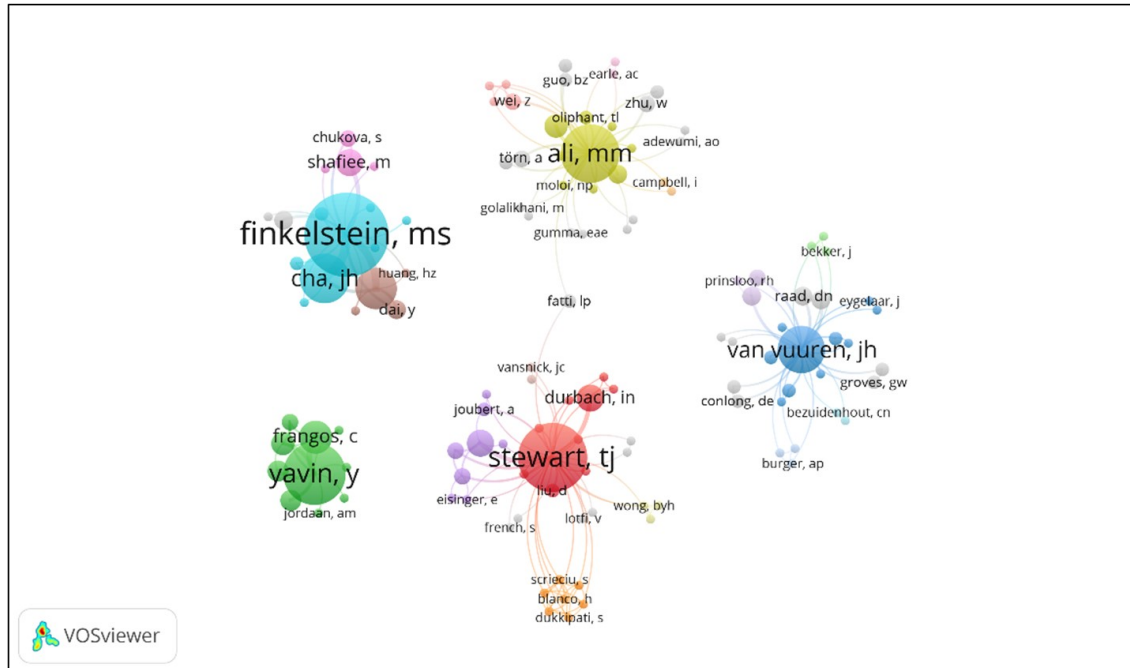 guo, bz
earle, ac
wei, z
zhu, w
oliphant, tl
adewumi, ao
ali, mm
törn, a
moloi, np
campbell, i
golalikhani, m
gumma, eae
chukova, s
shafiee, m
finkelstein, ms
cha, jh
huang, hz
dai, y
fatti, lp
bekker, j
prinsloo, rh
raad, dn
eygelaar, j
van vuuren, jh
groves, gw
conlong, de
bezuidenhout, cn
burger, ap
vansnick, jc
durbach, in
joubert, a
stewart, tj
liu, d
eisinger, e
french, s
lotfi, v
wong, byh
scrieciu, s
blanco, h
dukkipati, s
frangos, c
yavin, y
jordaan, am
VOSviewer